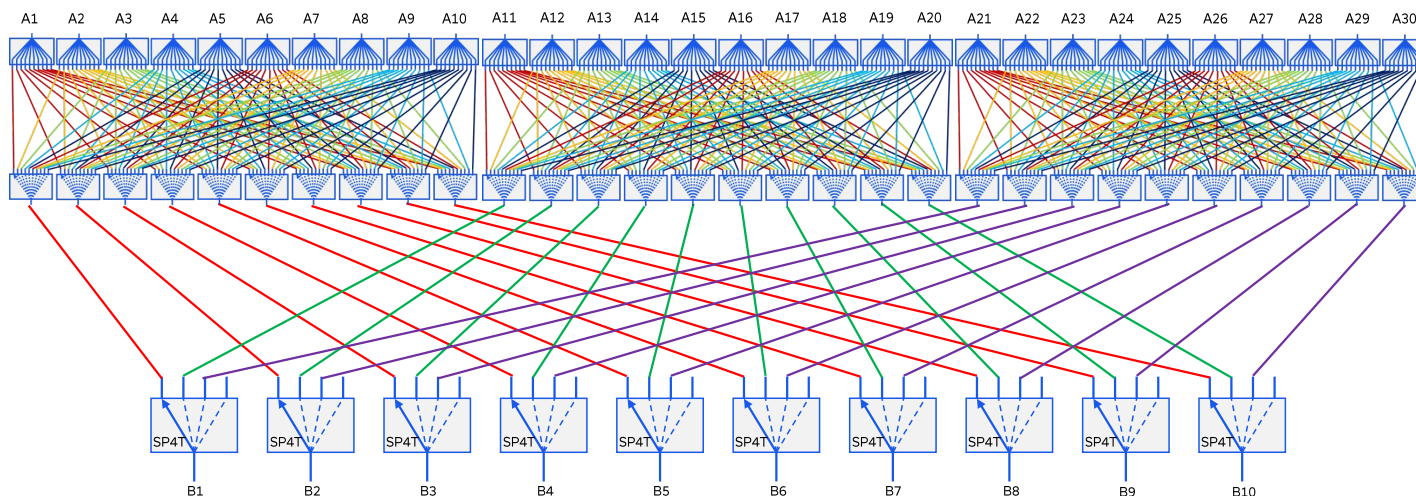 A1 A2 A3 A4 A5 A6 A7 A8 A9 A10 A11 A12 A13 A14 A15 A16 A17 A18 A19 A20 A21 A22 A23 A24 A25 A26 A27 A28 A29 A30
SP4T SP4T SP4T SP4T SP4T SP4T SP4T SP4T SP4T SP4T
B1 B2 B3 B4 B5 B6 B7 B8 B9 B10